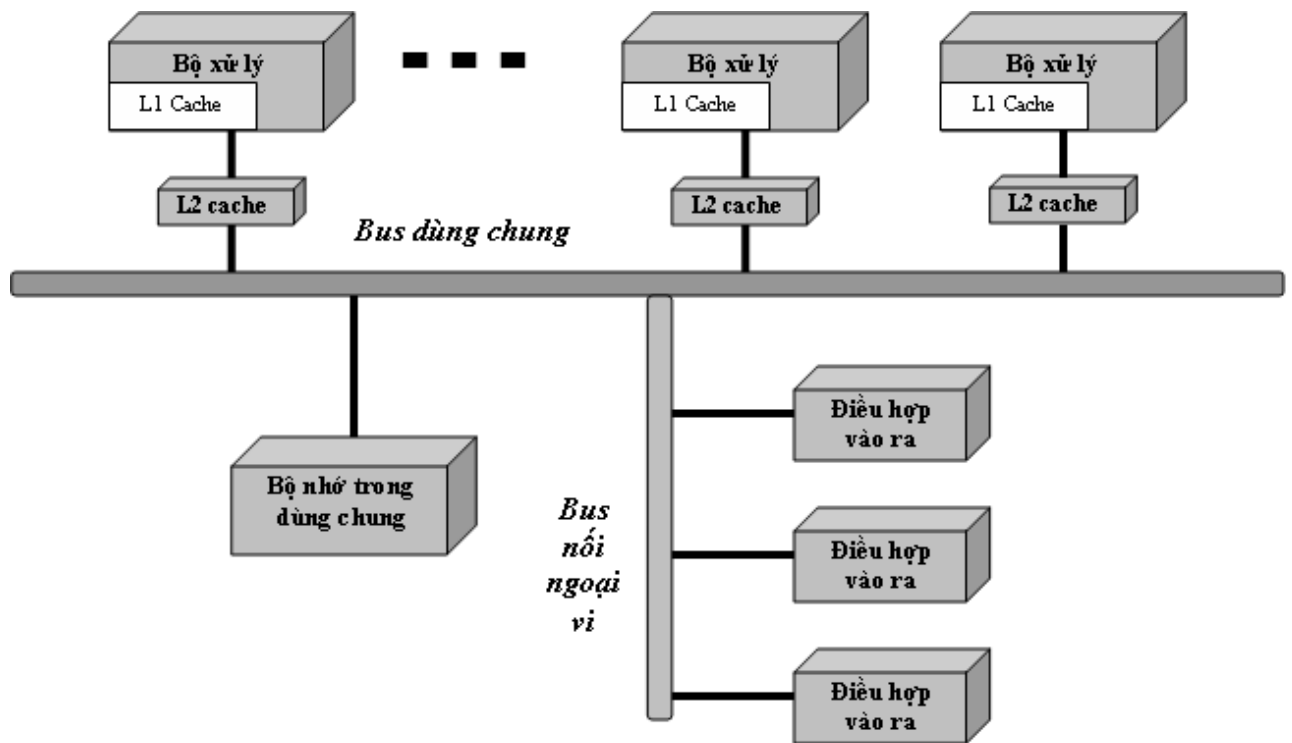 Bộ xử lý
L1 Cache
Bộ xử lý
L1 Cache
Bộ xử lý
L1 Cache
L2 cache
L2 cache
L2 cache
Bus dùng chung
Bộ nhớ trong
dùng chung
Bus
nối
ngoại
vi
Điều hợp
vào ra
Điều hợp
vào ra
Điều hợp
vào ra